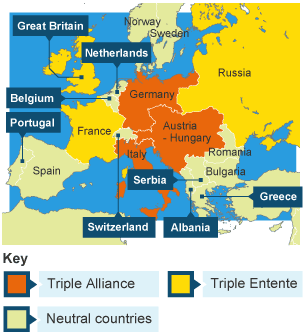 Great Britain
Norway
Sweden
Netherlands
Russia
Belgium
Germany
Portugal
France
Austria
- Hungary
Italy
Romania
Spain
Serbia
Bulgaria
Greece
Switzerland
Albania
Key
Triple Alliance
Triple Entente
Neutral countries